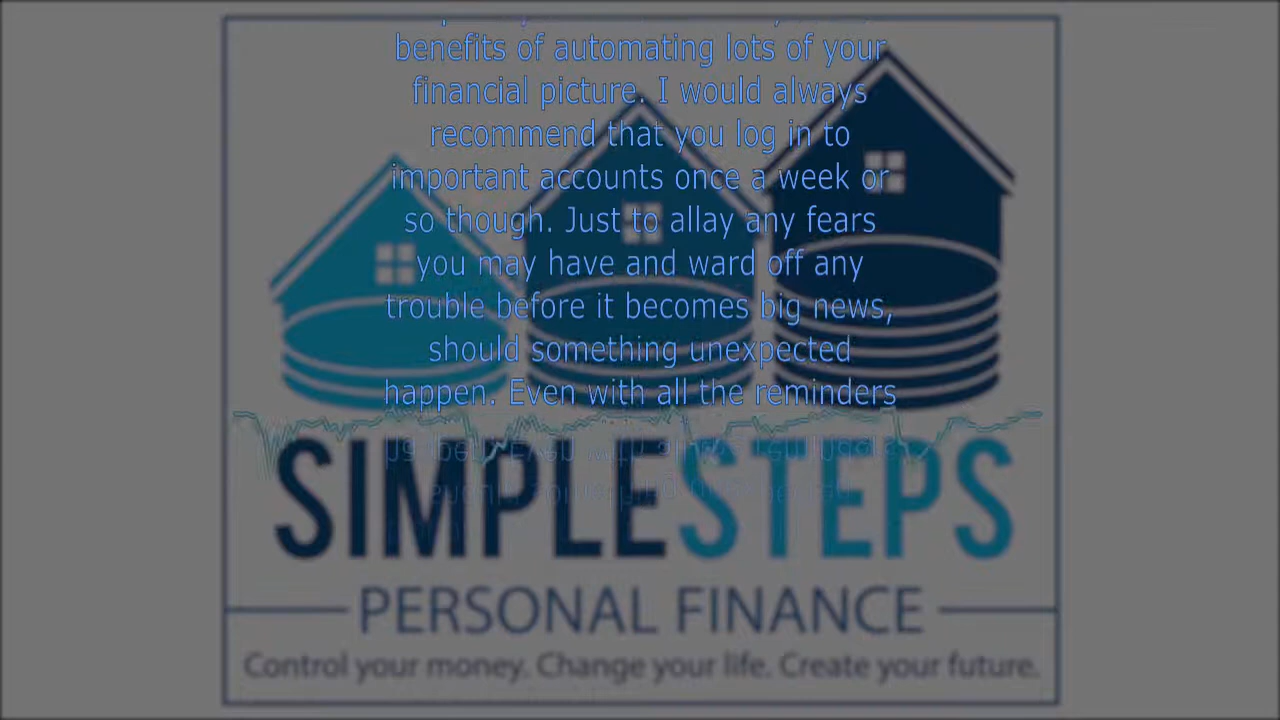 benefits of automating lots of your
financial picture. I would always
recommend that you log in to
important accounts once a week or
so though. Just to allay any fears
you may have and ward off any
trouble before it becomes big news,
should something unexpected
happen. Even with all the reminders
SIMPLESTEPS
PERSONAL FINANCE
Control your money. Change your life. Create your future.